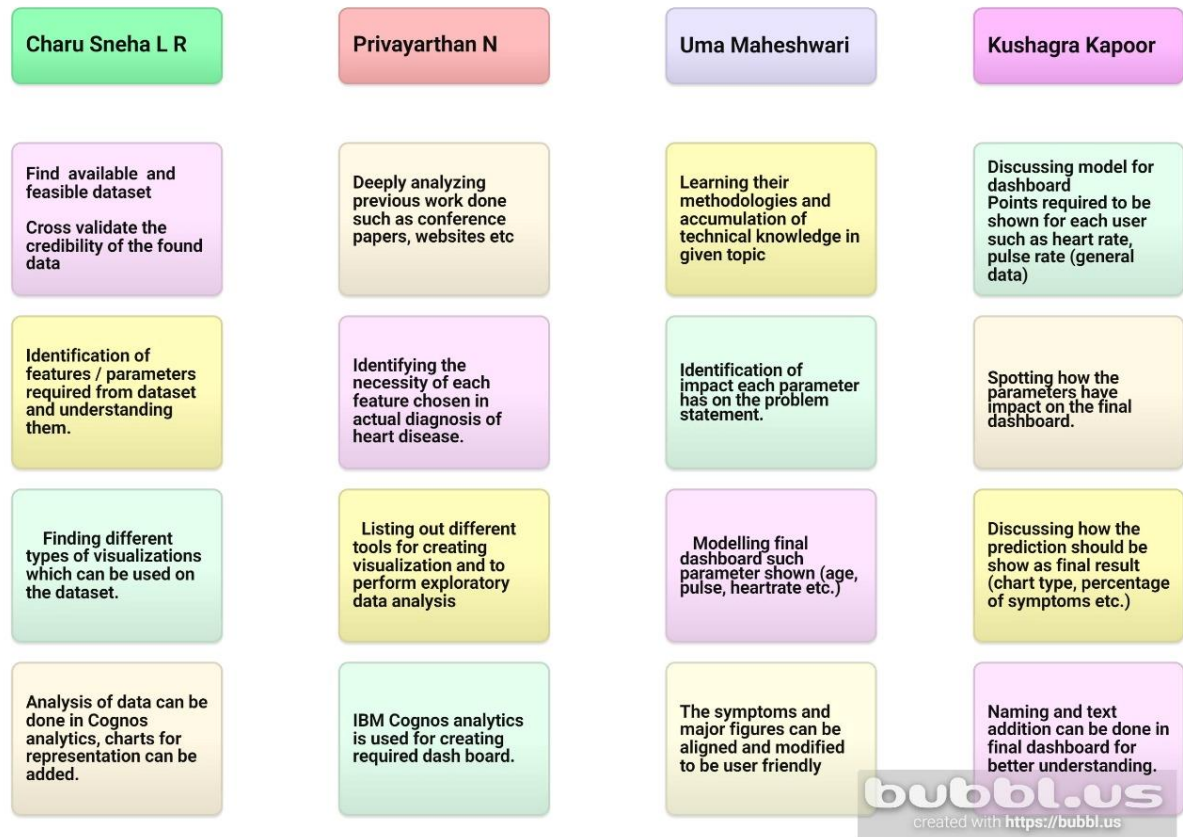 Charu Sneha L R
Privayarthan N
Uma Maheshwari
Kushagra Kapoor
Find available and
feasible dataset
Cross validate the
credibility of the found
data
Deeply analyzing
previous work done
such as conference
papers, websites etc
Learning their
methodologies and
accumulation of
technical knowledge in
given topic
Discussing model for
dashboard
Points required to be
shown for each user
such as heart rate,
pulse rate (general
data)
Identification of
features / parameters
required from dataset
and understanding
them.
Identifying the
necessity of each
feature chosen in
actual diagnosis of
heart disease.
Identification of
impact each parameter
has on the problem
statement.
Spotting how the
parameters have
impact on the final
dashboard.
Finding different
types of visualizations
which can be used on
the dataset.
Listing out different
tools for creating
visualization and to
perform exploratory
data analysis
Modelling final
dashboard such
parameter shown (age,
pulse, heartrate etc.)
Discussing how the
prediction should be
show as final result
(chart type, percentage
of symptoms etc.)
Analysis of data can be
done in Cognos
analytics, charts for
representation can be
added.
IBM Cognos analytics
is used for creating
required dash board.
The symptoms and
major figures can be
aligned and modified
to be user friendly
Naming and text
addition can be done in
final dashboard for
better understanding.
bubbl.us
created with https://bubbl.us